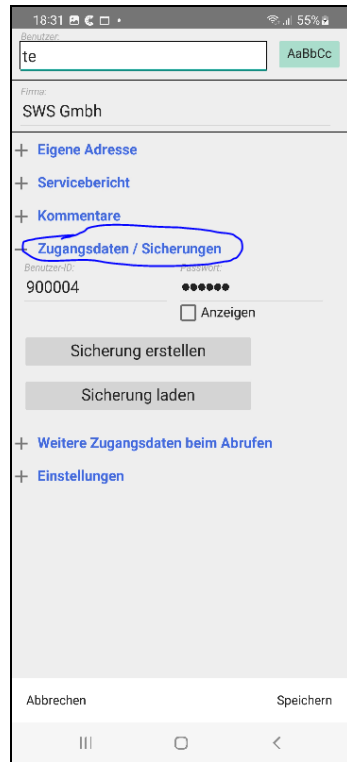 18:31 55%
Benutzer:
te
AaBbCc
Firma:
SWS Gmbh
+ Eigene Adresse
+ Servicebericht
+ Kommentare
– Zugangsdaten / Sicherungen
Benutzer-ID: Passwort:
900004 ●●●●●●
Anzeigen
Sicherung erstellen
Sicherung laden
+ Weitere Zugangsdaten beim Abrufen
+ Einstellungen
Abbrechen Speichern